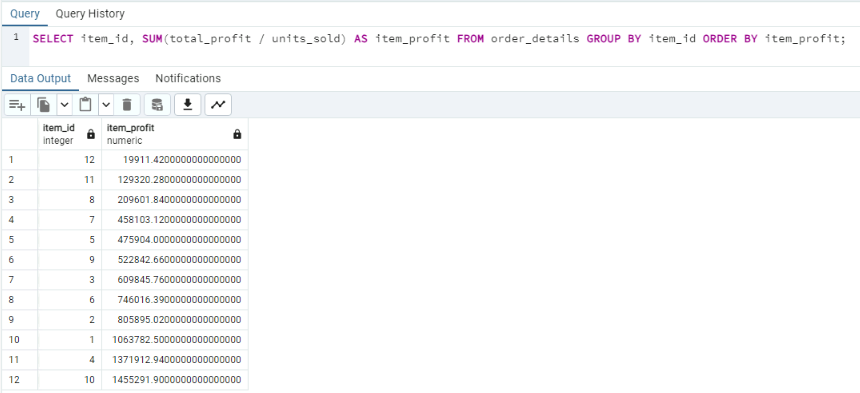 Query Query History
1 SELECT item_id, SUM(total_profit / units_sold) AS item_profit FROM order_details GROUP BY item_id ORDER BY item_profit;
Data Output Messages Notifications
item_id item_profit
integer numeric
1 12 19911.4200000000000000
2 11 129320.2800000000000000
3 8 209601.8400000000000000
4 7 458103.1200000000000000
5 5 475904.0000000000000000
6 9 522842.6600000000000000
7 3 609845.7600000000000000
8 6 746016.3900000000000000
9 2 805895.0200000000000000
10 1 1063782.5000000000000000
11 4 1371912.9400000000000000
12 10 1455291.9000000000000000